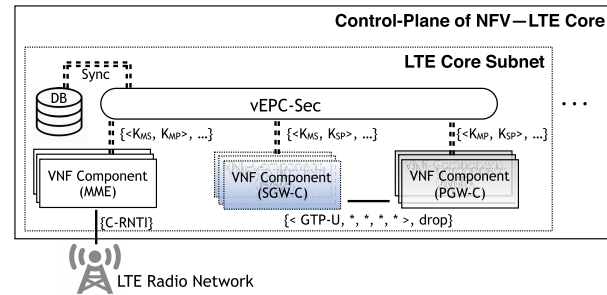 Control-Plane of NFV—LTE Core
LTE Core Subnet
Sync
DB
vEPC-Sec
...
{<K_MS, K_MP>, ...}
{<K_MS, K_SP>, ...}
{<K_MP, K_SP>, ...}
VNF Component
(MME)
VNF Component
(SGW-C)
VNF Component
(PGW-C)
{C-RNTI}
{< GTP-U, *, *, *, * >, drop}
LTE Radio Network